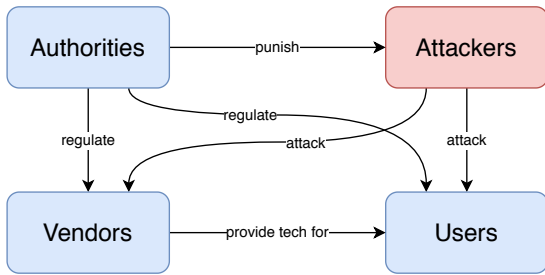 Authorities
punish
Attackers
regulate
regulate
attack
attack
Vendors
provide tech for
Users